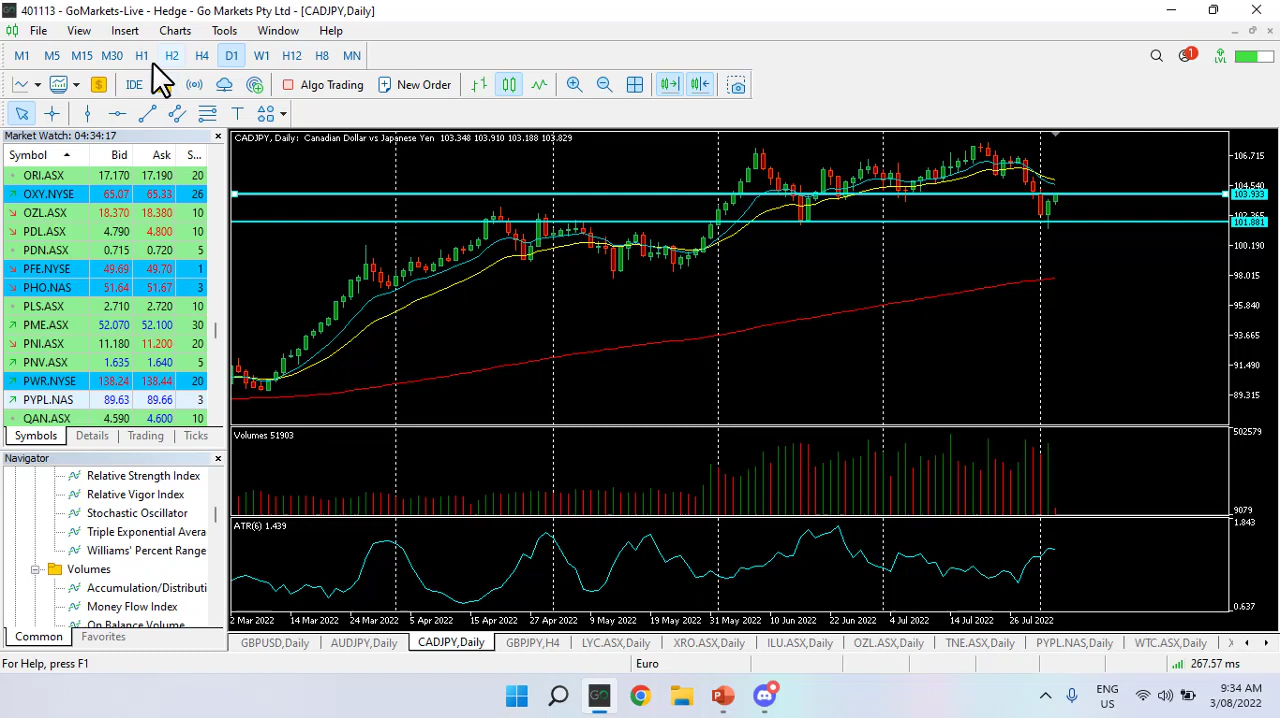 401113 - GoMarkets-Live - Hedge - Go Markets Pty Ltd - [CADJPY,Daily]
File View Insert Charts Tools Window Help
M1 M5 M15 M30 H1 H2 H4 D1 W1 H12 H8 MN
1
LVL
IDE Algo Trading New Order
Market Watch: 04:34:17
Symbol Bid Ask S...
ORI.ASX 17.170 17.190 20
OXY.NYSE 65.07 65.33 26
OZL.ASX 18.370 18.380 10
PDL.ASX 4.790 4.800 10
PDN.ASX 0.715 0.725 5
PFE.NYSE 49.69 49.70 1
PHO.NAS 51.64 51.67 3
PLS.ASX 2.710 2.720 10
PME.ASX 52.070 52.100 30
PNI.ASX 11.180 11.200 20
PNV.ASX 1.635 1.640 5
PWR.NYSE 138.24 138.44 20
PYPL.NAS 89.63 89.66 3
QAN.ASX 4.590 4.600 10
Symbols Details Trading Ticks
Navigator
Relative Strength Index
Relative Vigor Index
Stochastic Oscillator
Triple Exponential Avera
Williams' Percent Range
Volumes
Accumulation/Distributi
Money Flow Index
On Balance Volume
Common Favorites
CADJPY, Daily: Canadian Dollar vs Japanese Yen 103.348 103.910 103.188 103.829
106.715
104.540
103.933
102.365
101.881
100.190
98.015
95.840
93.665
91.490
89.315
Volumes 51903
502579
9079
ATR(6) 1.439
1.843
0.637
2 Mar 2022 14 Mar 2022 24 Mar 2022 5 Apr 2022 15 Apr 2022 27 Apr 2022 9 May 2022 19 May 2022 31 May 2022 10 Jun 2022 22 Jun 2022 4 Jul 2022 14 Jul 2022 26 Jul 2022
GBPUSD,Daily AUDJPY,Daily CADJPY,Daily GBPJPY,H4 LYC.ASX,Daily XRO.ASX,Daily ILU.ASX,Daily OZL.ASX,Daily TNE.ASX,Daily PYPL.NAS,Daily WTC.ASX,Daily
For Help, press F1 Euro 267.57 ms
GO
ENG
US
9:34 AM
3/08/2022